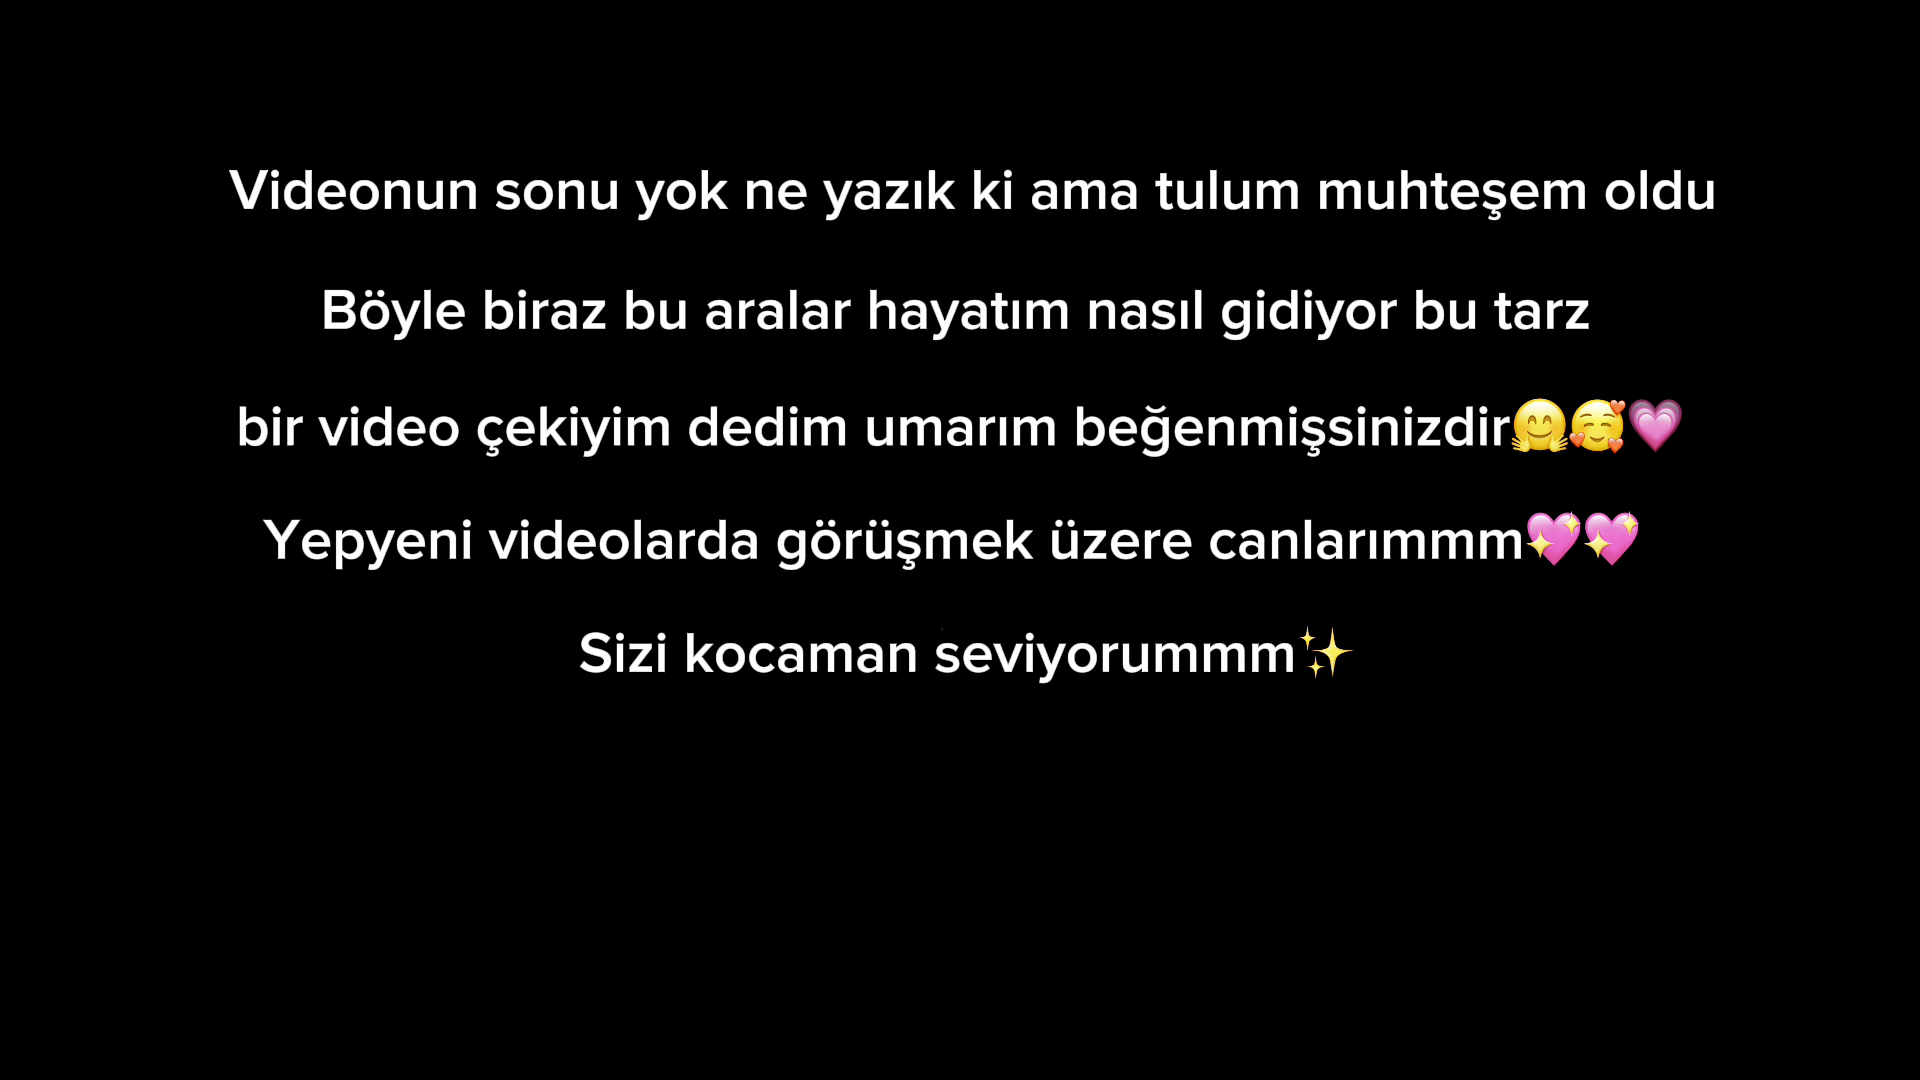 Videonun sonu yok ne yazık ki ama tulum muhteşem oldu
Böyle biraz bu aralar hayatım nasıl gidiyor bu tarz
bir video çekiyim dedim umarım beğenmişsinizdir🤗🥰💗
Yepyeni videolarda görüşmek üzere canlarımmm💖💖
Sizi kocaman seviyorummm✨